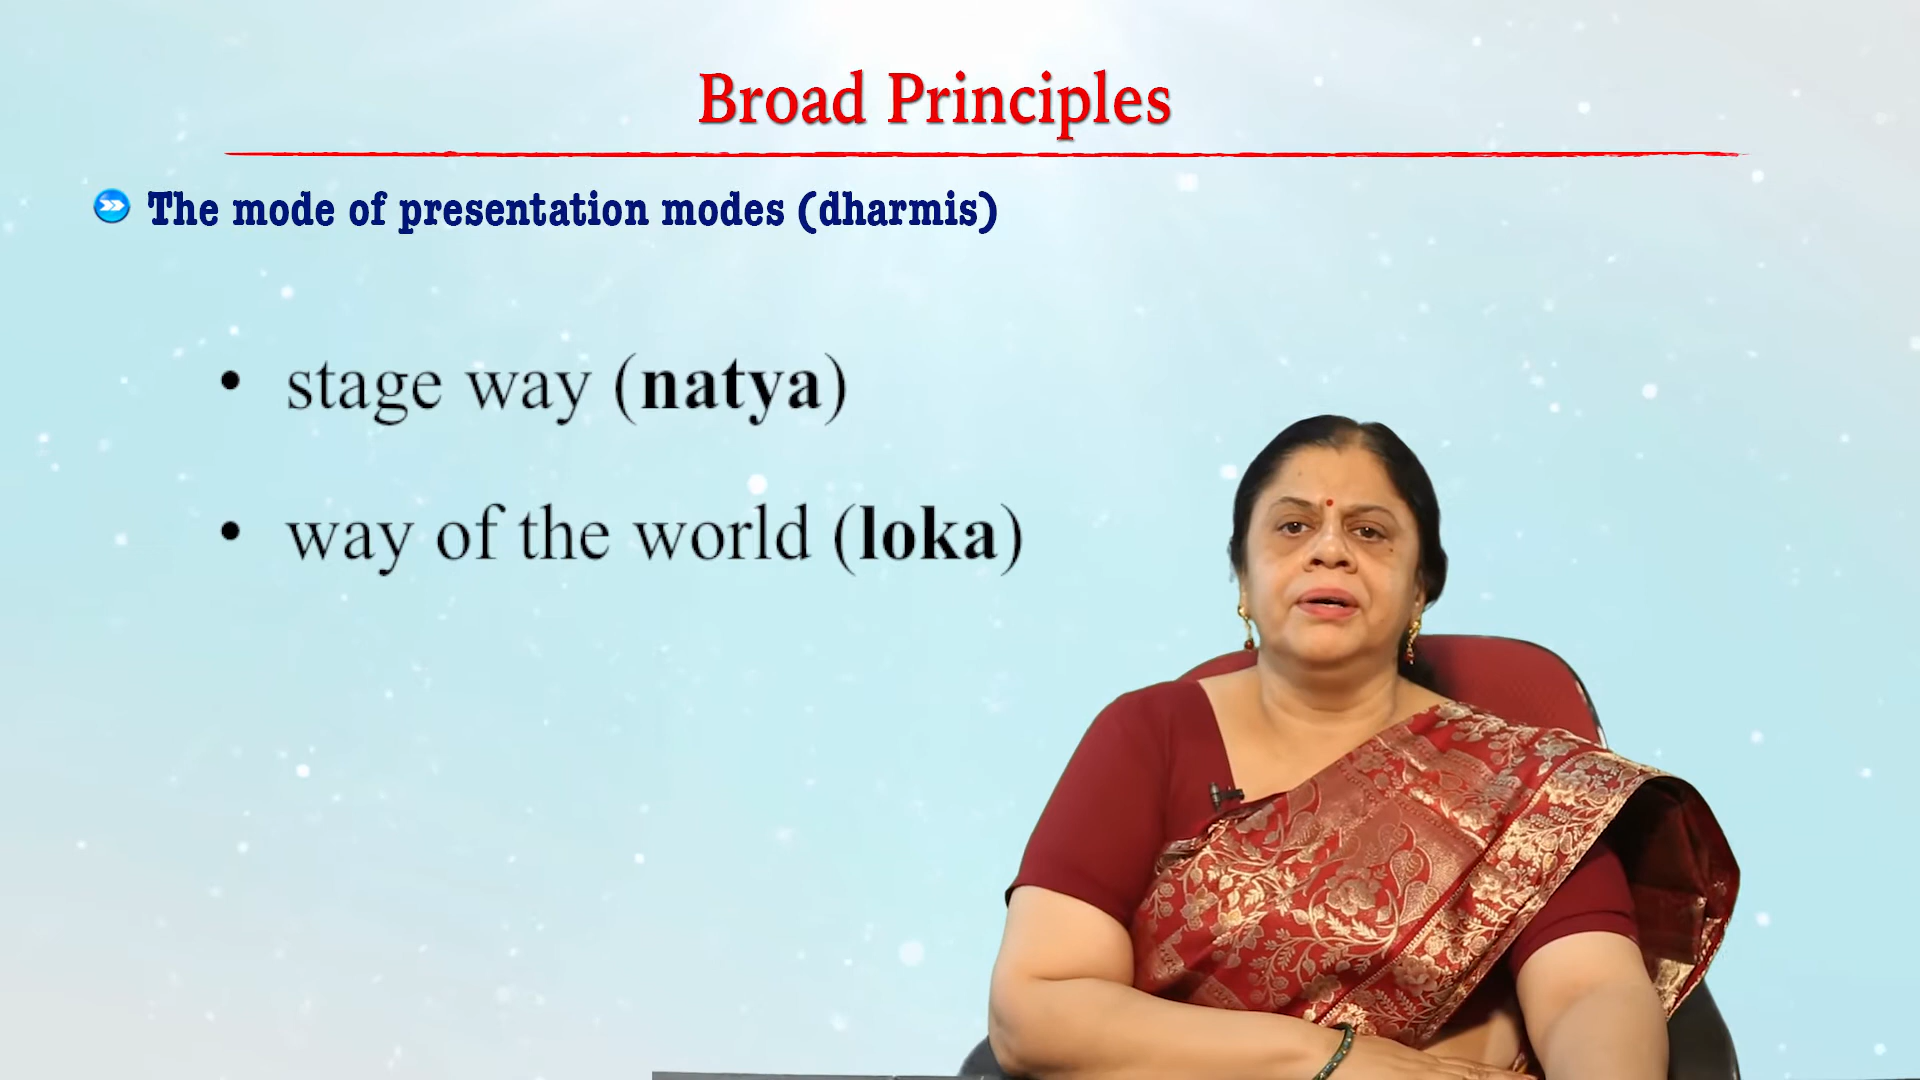 Broad Principles
The mode of presentation modes (dharmis)
• stage way (natya)
• way of the world (loka)